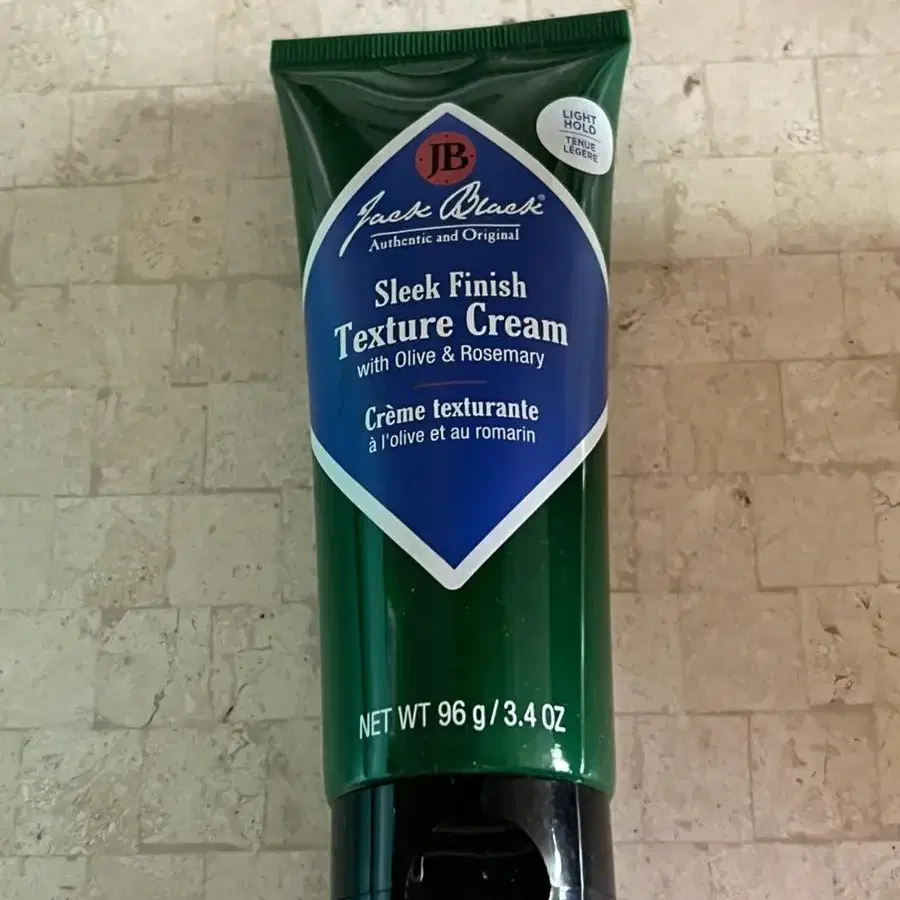 LIGHT
HOLD
TENUE
LÉGÈRE
JB
Jack Black®
Authentic and Original
Sleek Finish
Texture Cream
with Olive & Rosemary
Crème texturante
à l'olive et au romarin
NET WT 96 g / 3.4 OZ